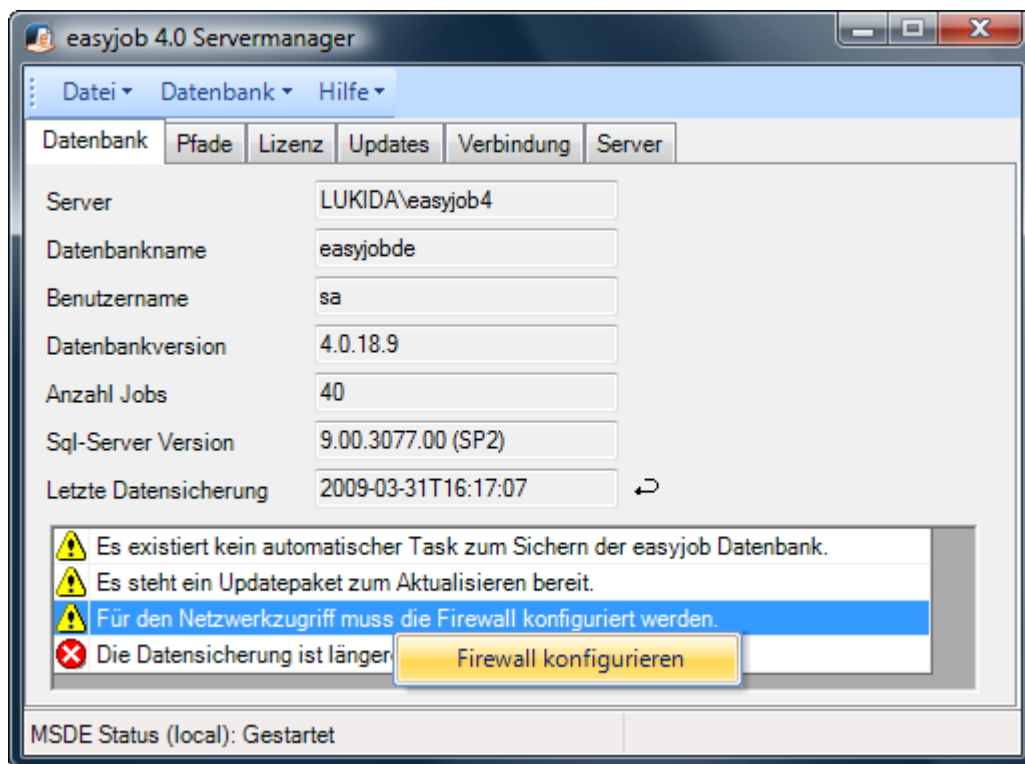 easyjob 4.0 Servermanager
Datei Datenbank Hilfe
Datenbank Pfade Lizenz Updates Verbindung Server
Server LUKIDA\easyjob4
Datenbankname easyjobde
Benutzername sa
Datenbankversion 4.0.18.9
Anzahl Jobs 40
Sql-Server Version 9.00.3077.00 (SP2)
Letzte Datensicherung 2009-03-31T16:17:07
Es existiert kein automatischer Task zum Sichern der easyjob Datenbank.
Es steht ein Updatepaket zum Aktualisieren bereit.
Für den Netzwerkzugriff muss die Firewall konfiguriert werden.
Die Datensicherung ist länger
Firewall konfigurieren
MSDE Status (local): Gestartet